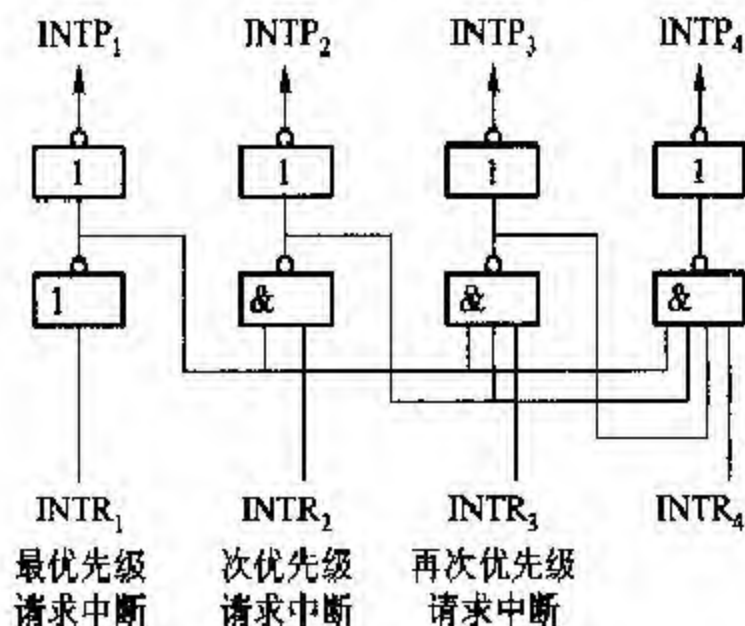 INTP₁ INTP₂ INTP₃ INTP₄
1 1 1 1
1 & & &
INTR₁ INTR₂ INTR₃ INTR₄
最优先级 次优先级 再次优先级
请求中断 请求中断 请求中断